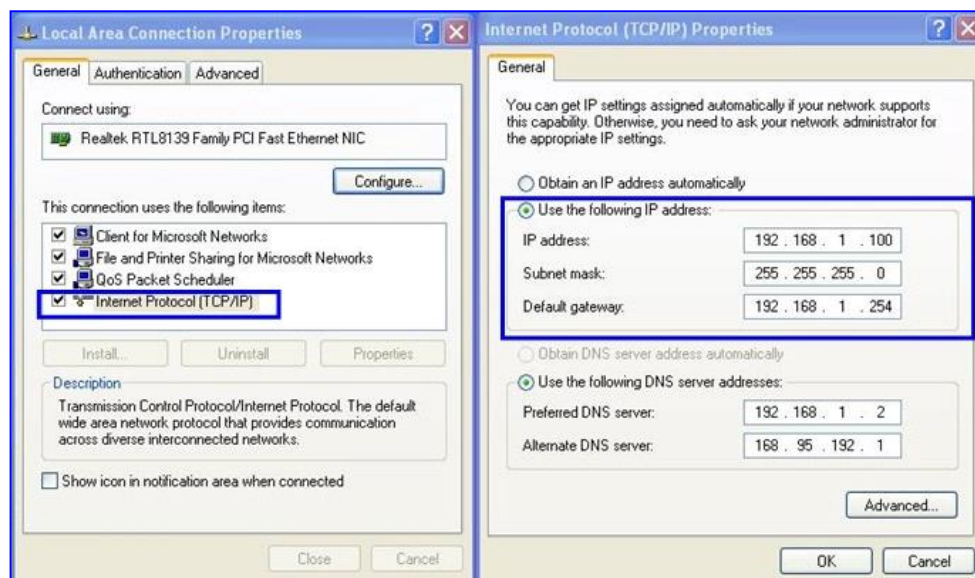 Local Area Connection Properties
General Authentication Advanced
Connect using:
Realtek RTL8139 Family PCI Fast Ethernet NIC
Configure...
This connection uses the following items:
Client for Microsoft Networks
File and Printer Sharing for Microsoft Networks
QoS Packet Scheduler
Internet Protocol (TCP/IP)
Install... Uninstall Properties
Description
Transmission Control Protocol/Internet Protocol. The default
wide area network protocol that provides communication
across diverse interconnected networks.
Show icon in notification area when connected
Close Cancel
Internet Protocol (TCP/IP) Properties
General
You can get IP settings assigned automatically if your network supports
this capability. Otherwise, you need to ask your network administrator for
the appropriate IP settings.
Obtain an IP address automatically
Use the following IP address:
IP address: 192 . 168 . 1 . 100
Subnet mask: 255 . 255 . 255 . 0
Default gateway: 192 . 168 . 1 . 254
Obtain DNS server address automatically
Use the following DNS server addresses:
Preferred DNS server: 192 . 168 . 1 . 2
Alternate DNS server: 168 . 95 . 192 . 1
Advanced...
OK Cancel